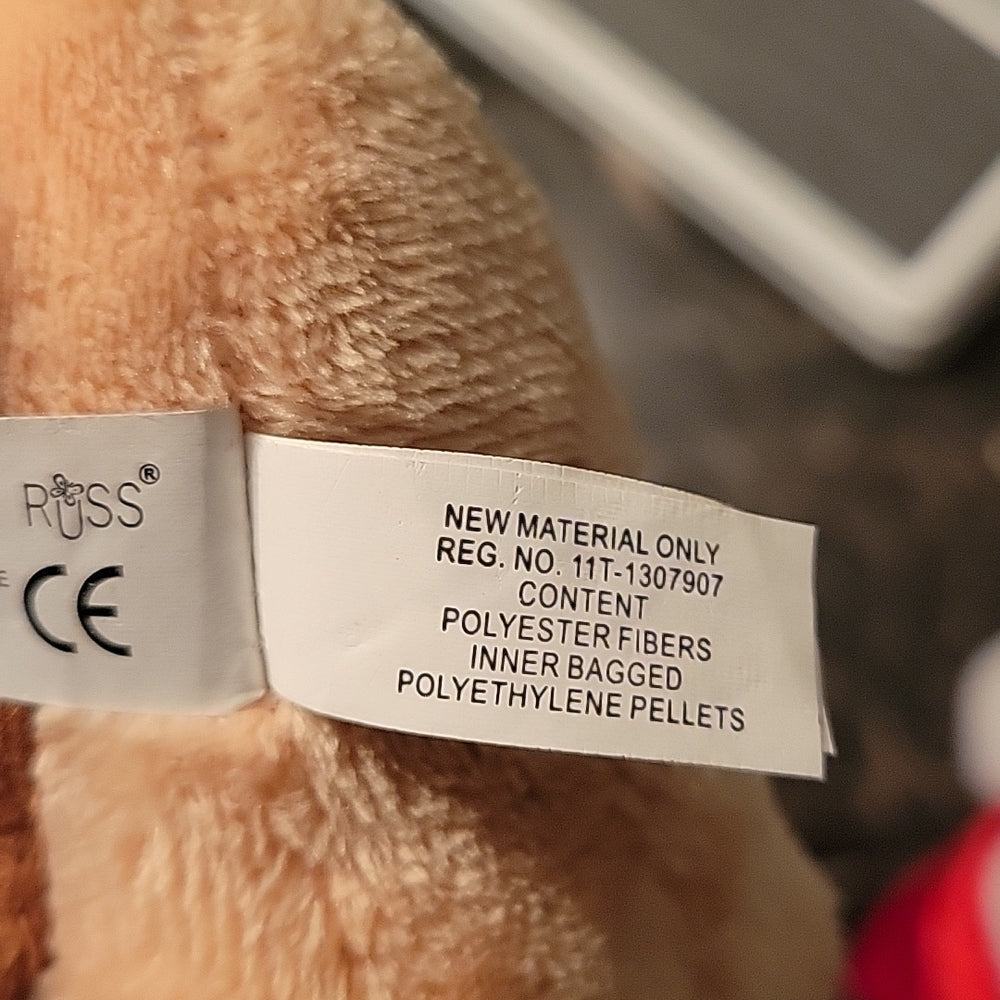 RUSS®
CE
NEW MATERIAL ONLY
REG. NO. 11T-1307907
CONTENT
POLYESTER FIBERS
INNER BAGGED
POLYETHYLENE PELLETS